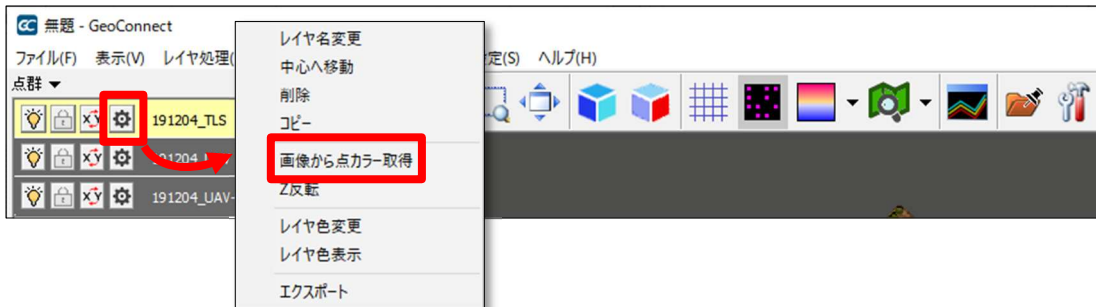 無題 - GeoConnect
ファイル(F) 表示(V) レイヤ処理( 定(S) ヘルプ(H)
点群
191204_TLS
191204_UAV-
レイヤ名変更
中心へ移動
削除
コピー
画像から点カラー取得
Z反転
レイヤ色変更
レイヤ色表示
エクスポート